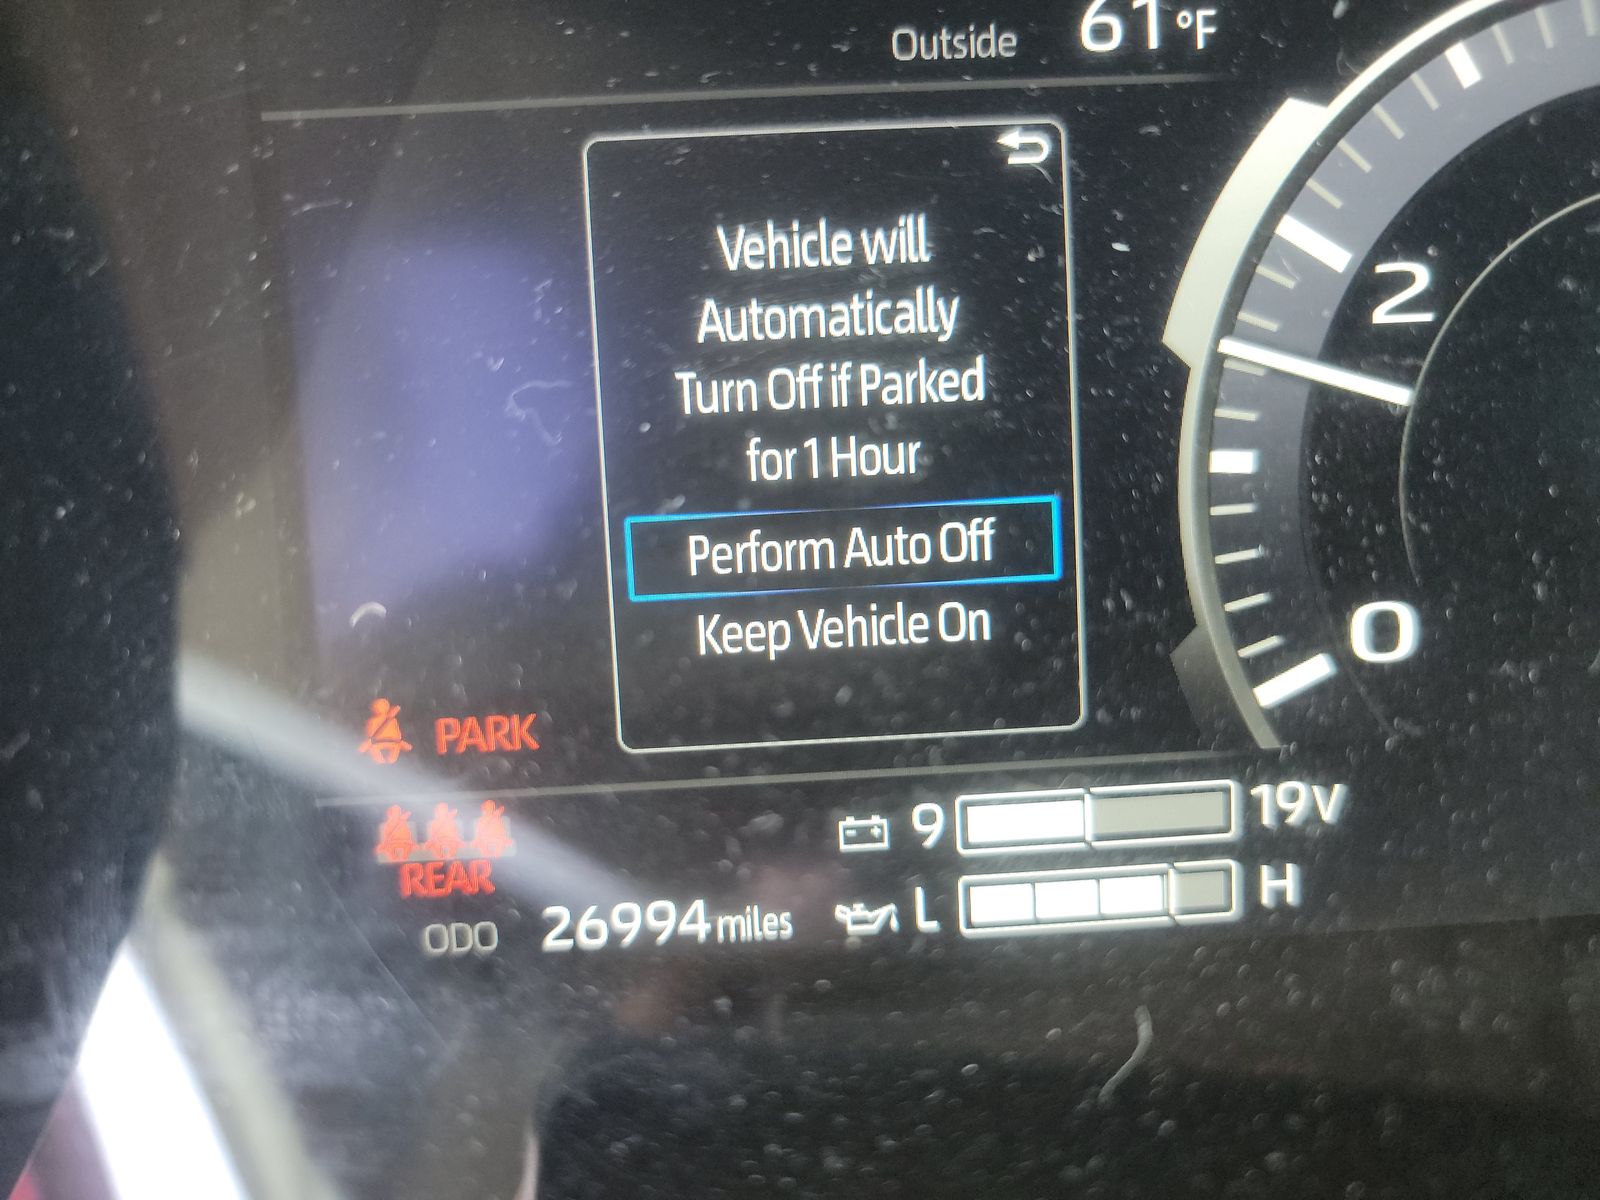 Outside 61°F
Vehicle will
Automatically
Turn Off if Parked
for 1 Hour
Perform Auto Off
Keep Vehicle On
2
0
PARK
REAR
9 19V
ODO 26994 miles
L H